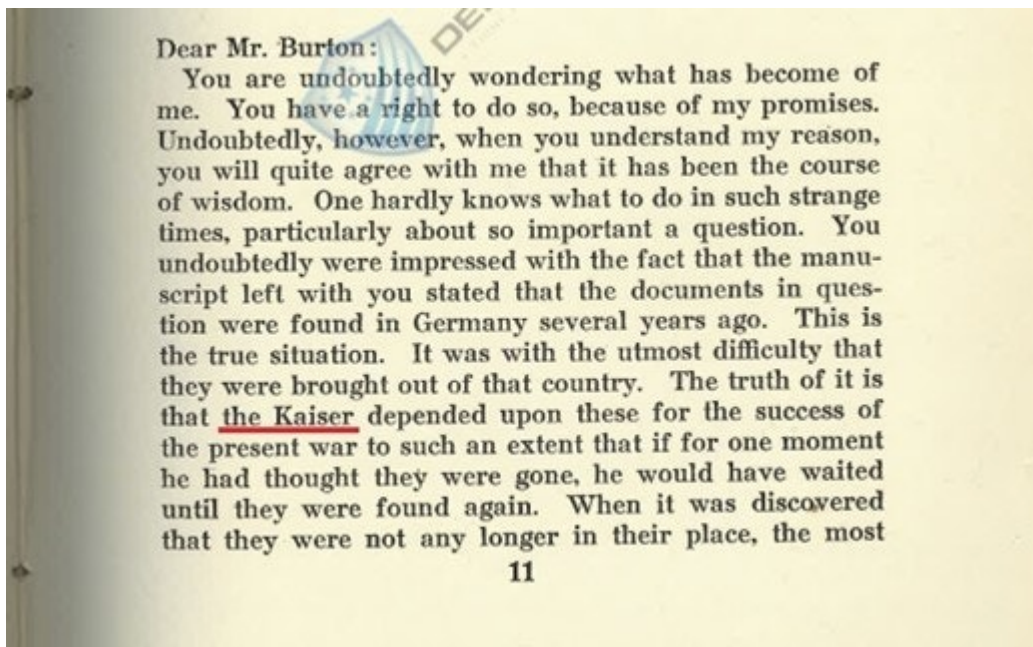 DE
Dear Mr. Burton:
You are undoubtedly wondering what has become of
me. You have a right to do so, because of my promises.
Undoubtedly, however, when you understand my reason,
you will quite agree with me that it has been the course
of wisdom. One hardly knows what to do in such strange
times, particularly about so important a question. You
undoubtedly were impressed with the fact that the manu-
script left with you stated that the documents in ques-
tion were found in Germany several years ago. This is
the true situation. It was with the utmost difficulty that
they were brought out of that country. The truth of it is
that the Kaiser depended upon these for the success of
the present war to such an extent that if for one moment
he had thought they were gone, he would have waited
until they were found again. When it was discovered
that they were not any longer in their place, the most
11